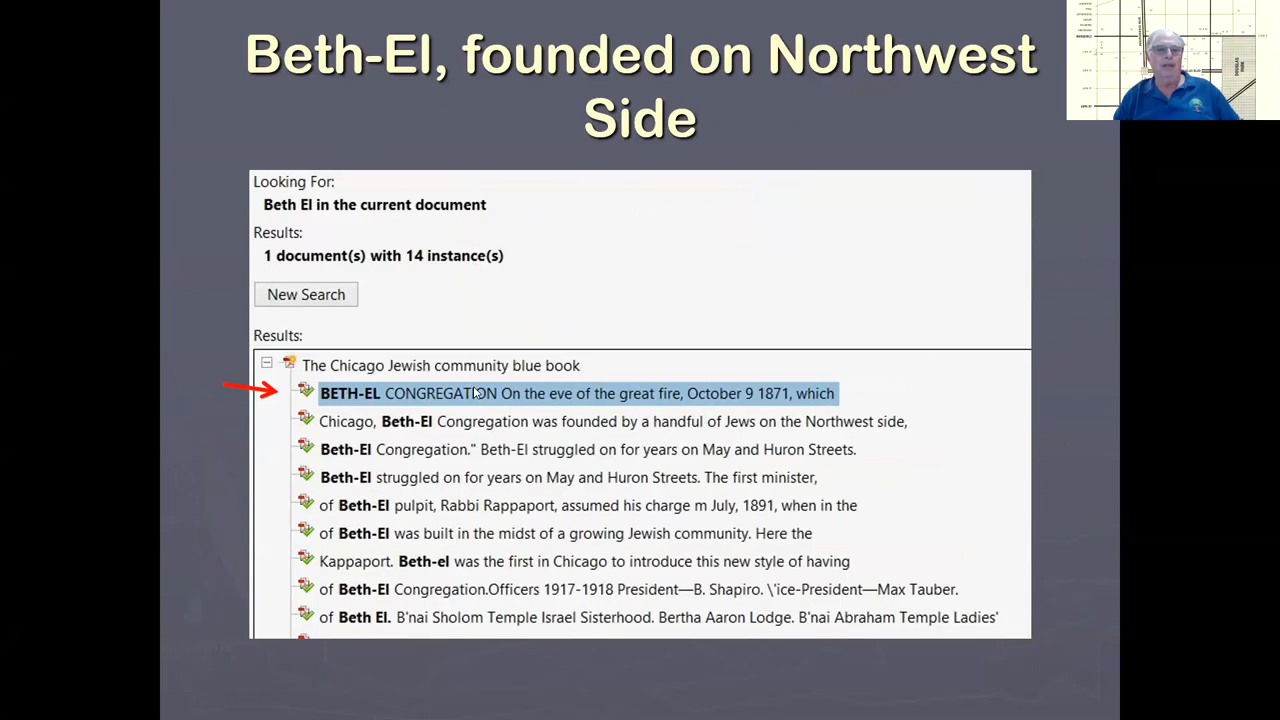 Beth-El, founded on Northwest
Side
Looking For:
Beth El in the current document
Results:
1 document(s) with 14 instance(s)
New Search
Results:
The Chicago Jewish community blue book
BETH-EL CONGREGATION On the eve of the great fire, October 9 1871, which
Chicago, Beth-El Congregation was founded by a handful of Jews on the Northwest side,
Beth-El Congregation." Beth-El struggled on for years on May and Huron Streets.
Beth-El struggled on for years on May and Huron Streets. The first minister,
of Beth-El pulpit, Rabbi Rappaport, assumed his charge m July, 1891, when in the
of Beth-El was built in the midst of a growing Jewish community. Here the
Kappaport. Beth-el was the first in Chicago to introduce this new style of having
of Beth-El Congregation.Officers 1917-1918 President—B. Shapiro. \'ice-President—Max Tauber.
of Beth El. B'nai Sholom Temple Israel Sisterhood. Bertha Aaron Lodge. B'nai Abraham Temple Ladies'
DOUGLAS
PARK